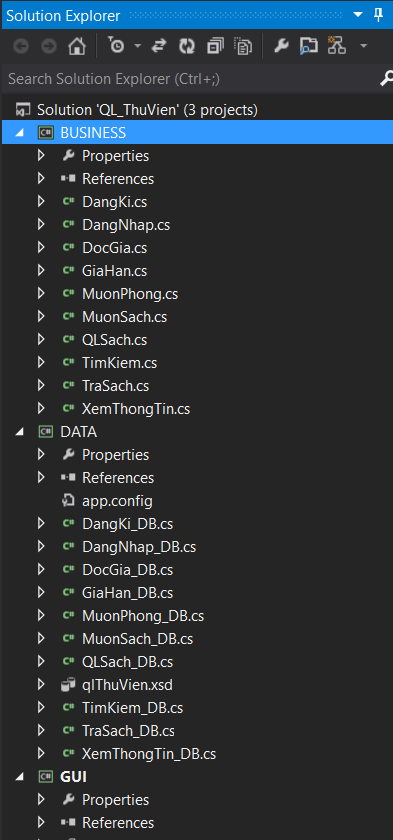 Solution Explorer
Search Solution Explorer (Ctrl+;)
Solution 'QL_ThuVien' (3 projects)
BUSINESS
Properties
References
DangKi.cs
DangNhap.cs
DocGia.cs
GiaHan.cs
MuonPhong.cs
MuonSach.cs
QLSach.cs
TimKiem.cs
TraSach.cs
XemThongTin.cs
DATA
Properties
References
app.config
DangKi_DB.cs
DangNhap_DB.cs
DocGia_DB.cs
GiaHan_DB.cs
MuonPhong_DB.cs
MuonSach_DB.cs
QLSach_DB.cs
qlThuVien.xsd
TimKiem_DB.cs
TraSach_DB.cs
XemThongTin_DB.cs
GUI
Properties
References